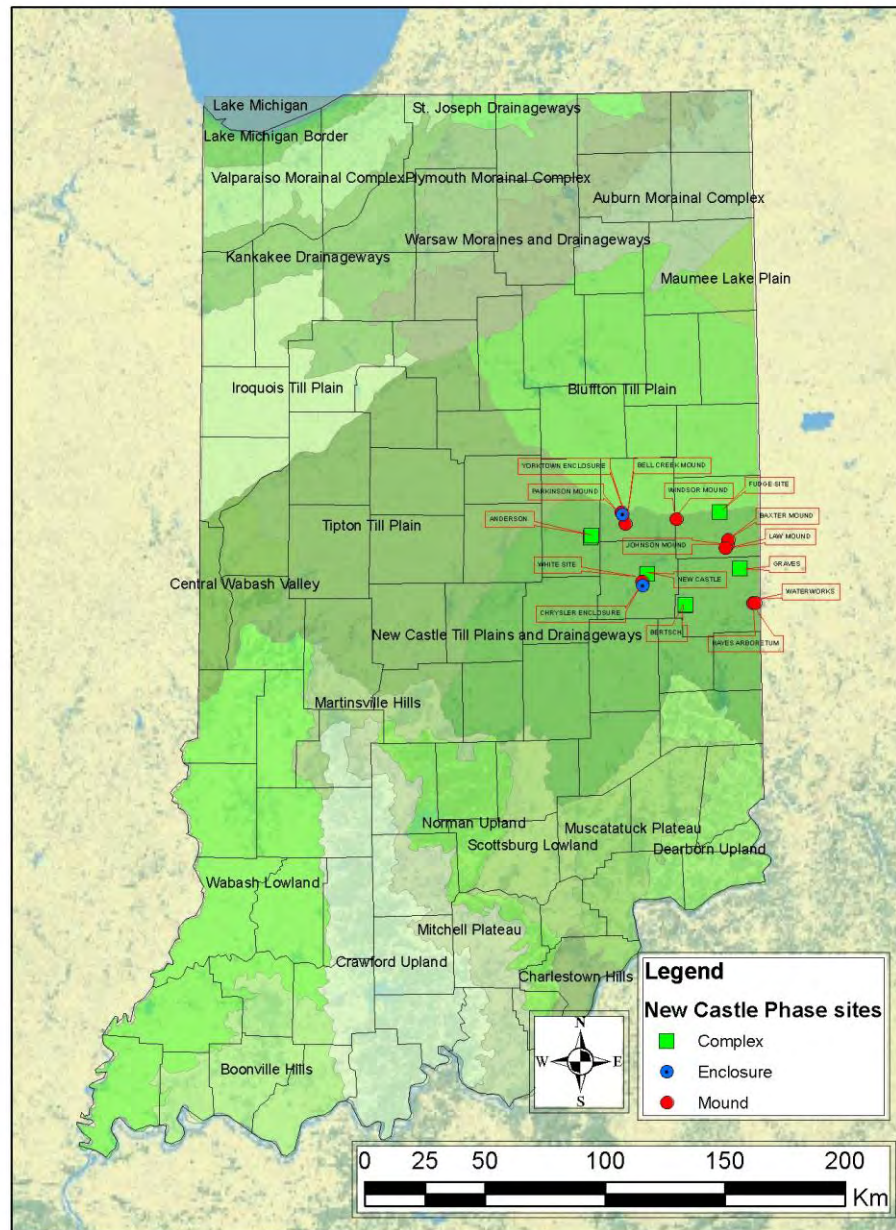 Lake Michigan
St. Joseph Drainageways
Lake Michigan Border
Valparaiso Morainal Complex
Plymouth Morainal Complex
Auburn Morainal Complex
Warsaw Moraines and Drainageways
Kankakee Drainageways
Maumee Lake Plain
Iroquois Till Plain
Bluffton Till Plain
YORKTOWN ENCLOSURE
BELL CREEK MOUND
PARKINSON MOUND
WINDSOR MOUND
FUDGE SITE
ANDERSON
BAXTER MOUND
Tipton Till Plain
JOHNSON MOUND
LAW MOUND
WHITE SITE
GRAVES
Central Wabash Valley
NEW CASTLE
WATERWORKS
CHRYSLER ENCLOSURE
New Castle Till Plains and Drainageways
BERTSCH
HAYES ARBORETUM
Martinsville Hills
Norman Upland
Muscatatuck Plateau
Scottsburg Lowland
Dearborn Upland
Wabash Lowland
Mitchell Plateau
Crawford Upland
Charlestown Hills
Boonville Hills
Legend
New Castle Phase sites
Complex
Enclosure
Mound
N
W E
S
0 25 50 100 150 200
Km